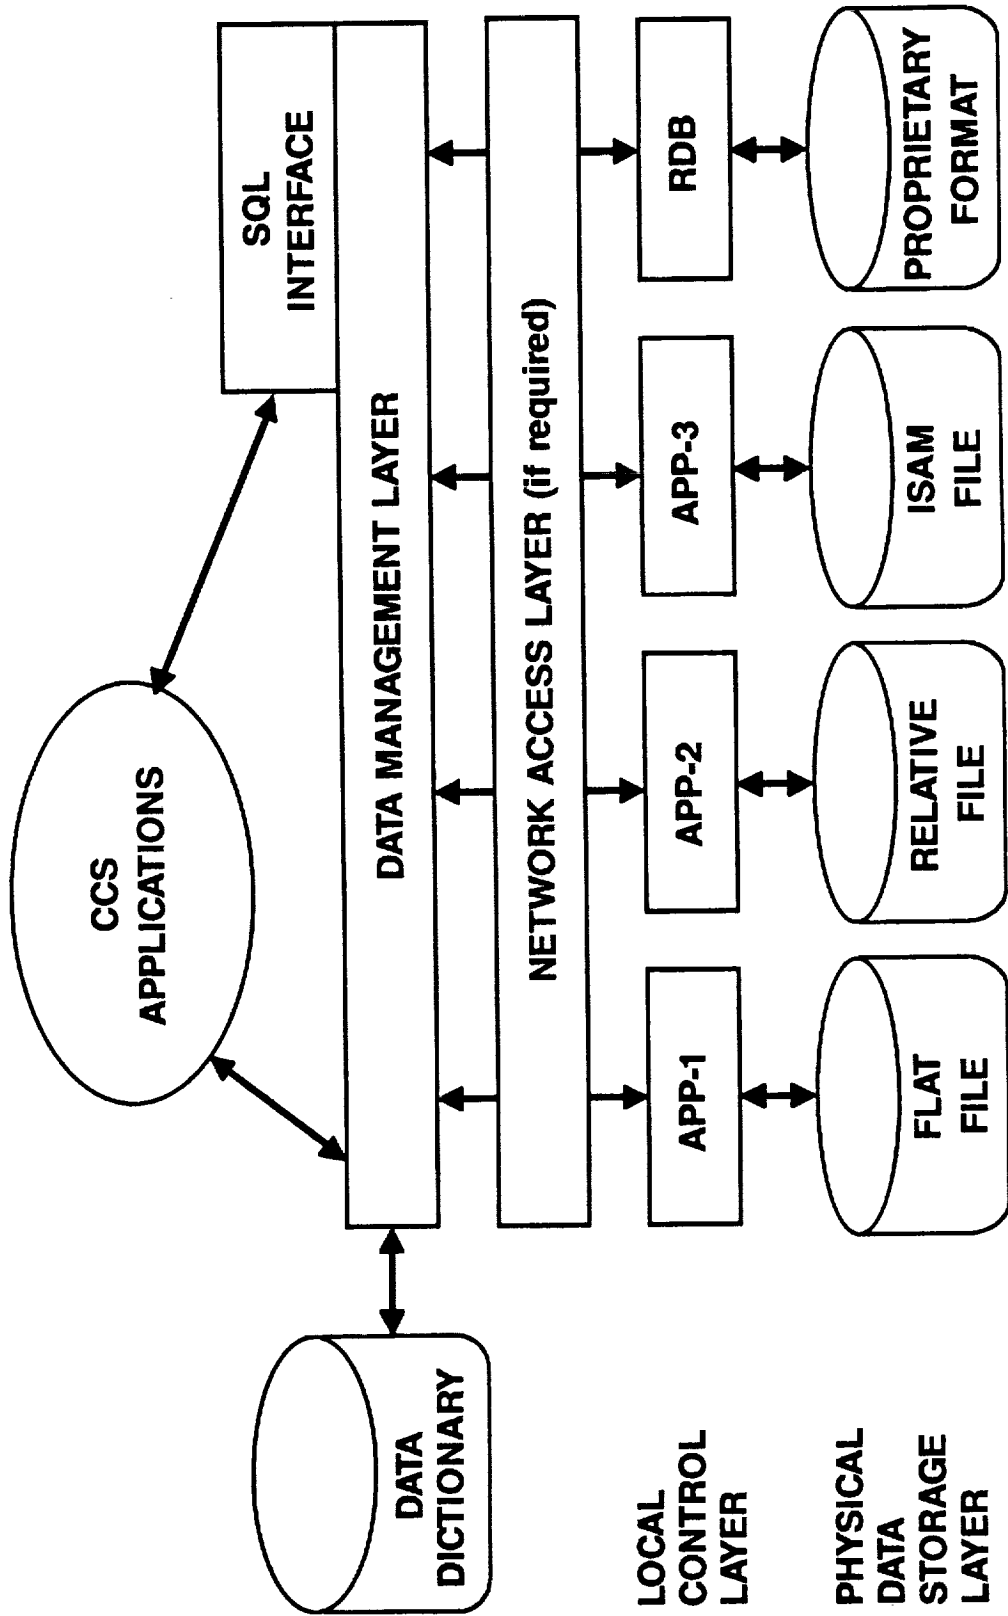 CCS
APPLICATIONS
SQL
INTERFACE
DATA
DICTIONARY
DATA MANAGEMENT LAYER
NETWORK ACCESS LAYER (if required)
LOCAL
CONTROL
LAYER
APP-1
APP-2
APP-3
RDB
PHYSICAL
DATA
STORAGE
LAYER
FLAT
FILE
RELATIVE
FILE
ISAM
FILE
PROPRIETARY
FORMAT